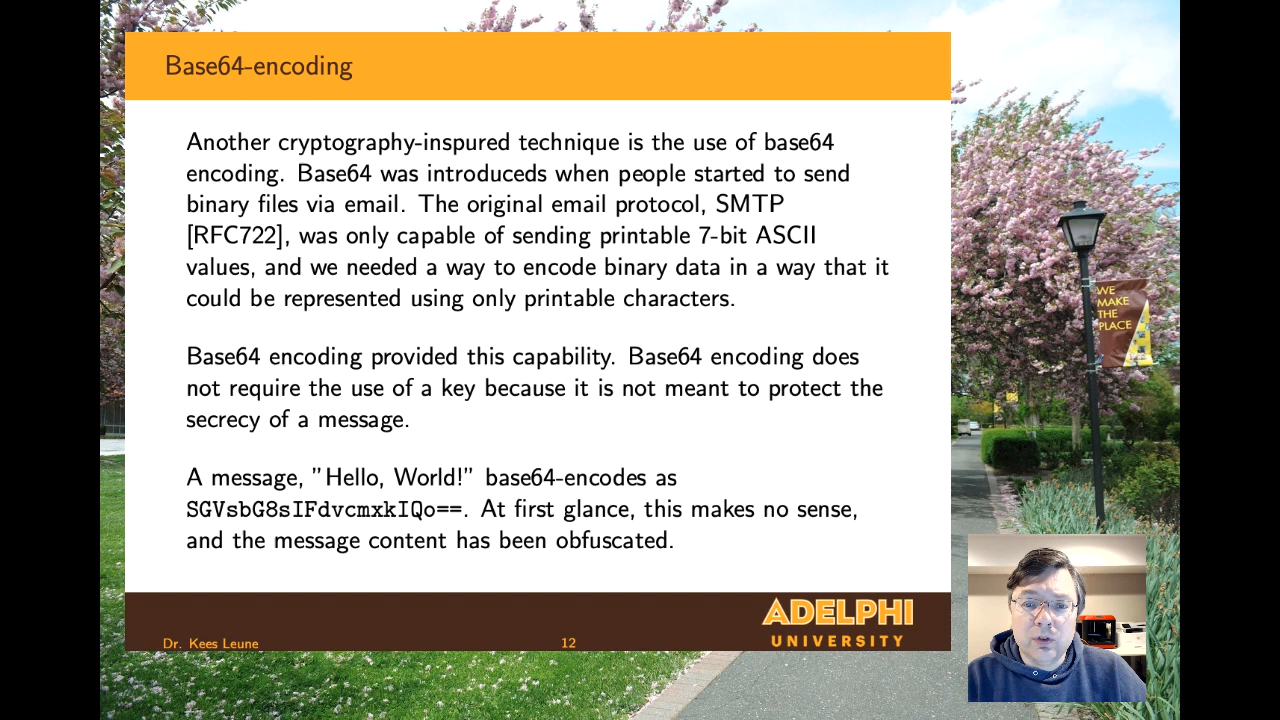 Base64-encoding
Another cryptography-inspured technique is the use of base64
encoding. Base64 was introduceds when people started to send
binary files via email. The original email protocol, SMTP
[RFC722], was only capable of sending printable 7-bit ASCII
values, and we needed a way to encode binary data in a way that it
could be represented using only printable characters.
Base64 encoding provided this capability. Base64 encoding does
not require the use of a key because it is not meant to protect the
secrecy of a message.
A message, "Hello, World!" base64-encodes as
SGVsbG8sIFdvcmxkIQo==. At first glance, this makes no sense,
and the message content has been obfuscated.
Dr. Kees Leune
12
ADELPHI
UNIVERSITY
WE
MAKE
THE
PLACE